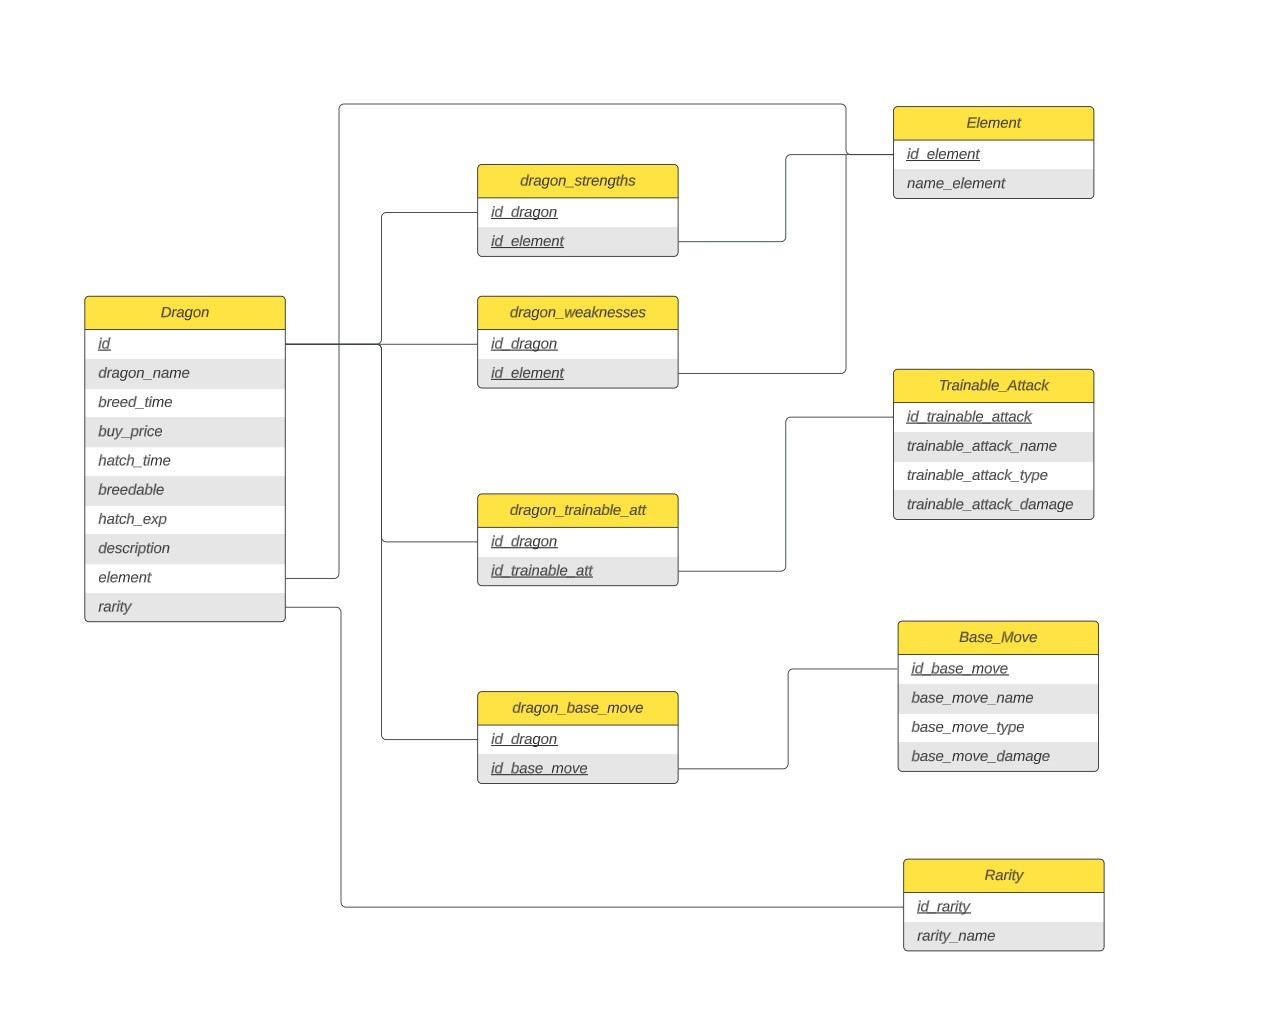 Dragon
id
dragon_name
breed_time
buy_price
hatch_time
breedable
hatch_exp
description
element
rarity
dragon_strengths
id_dragon
id_element
dragon_weaknesses
id_dragon
id_element
dragon_trainable_att
id_dragon
id_trainable_att
dragon_base_move
id_dragon
id_base_move
Element
id_element
name_element
Trainable_Attack
id_trainable_attack
trainable_attack_name
trainable_attack_type
trainable_attack_damage
Base_Move
id_base_move
base_move_name
base_move_type
base_move_damage
Rarity
id_rarity
rarity_name